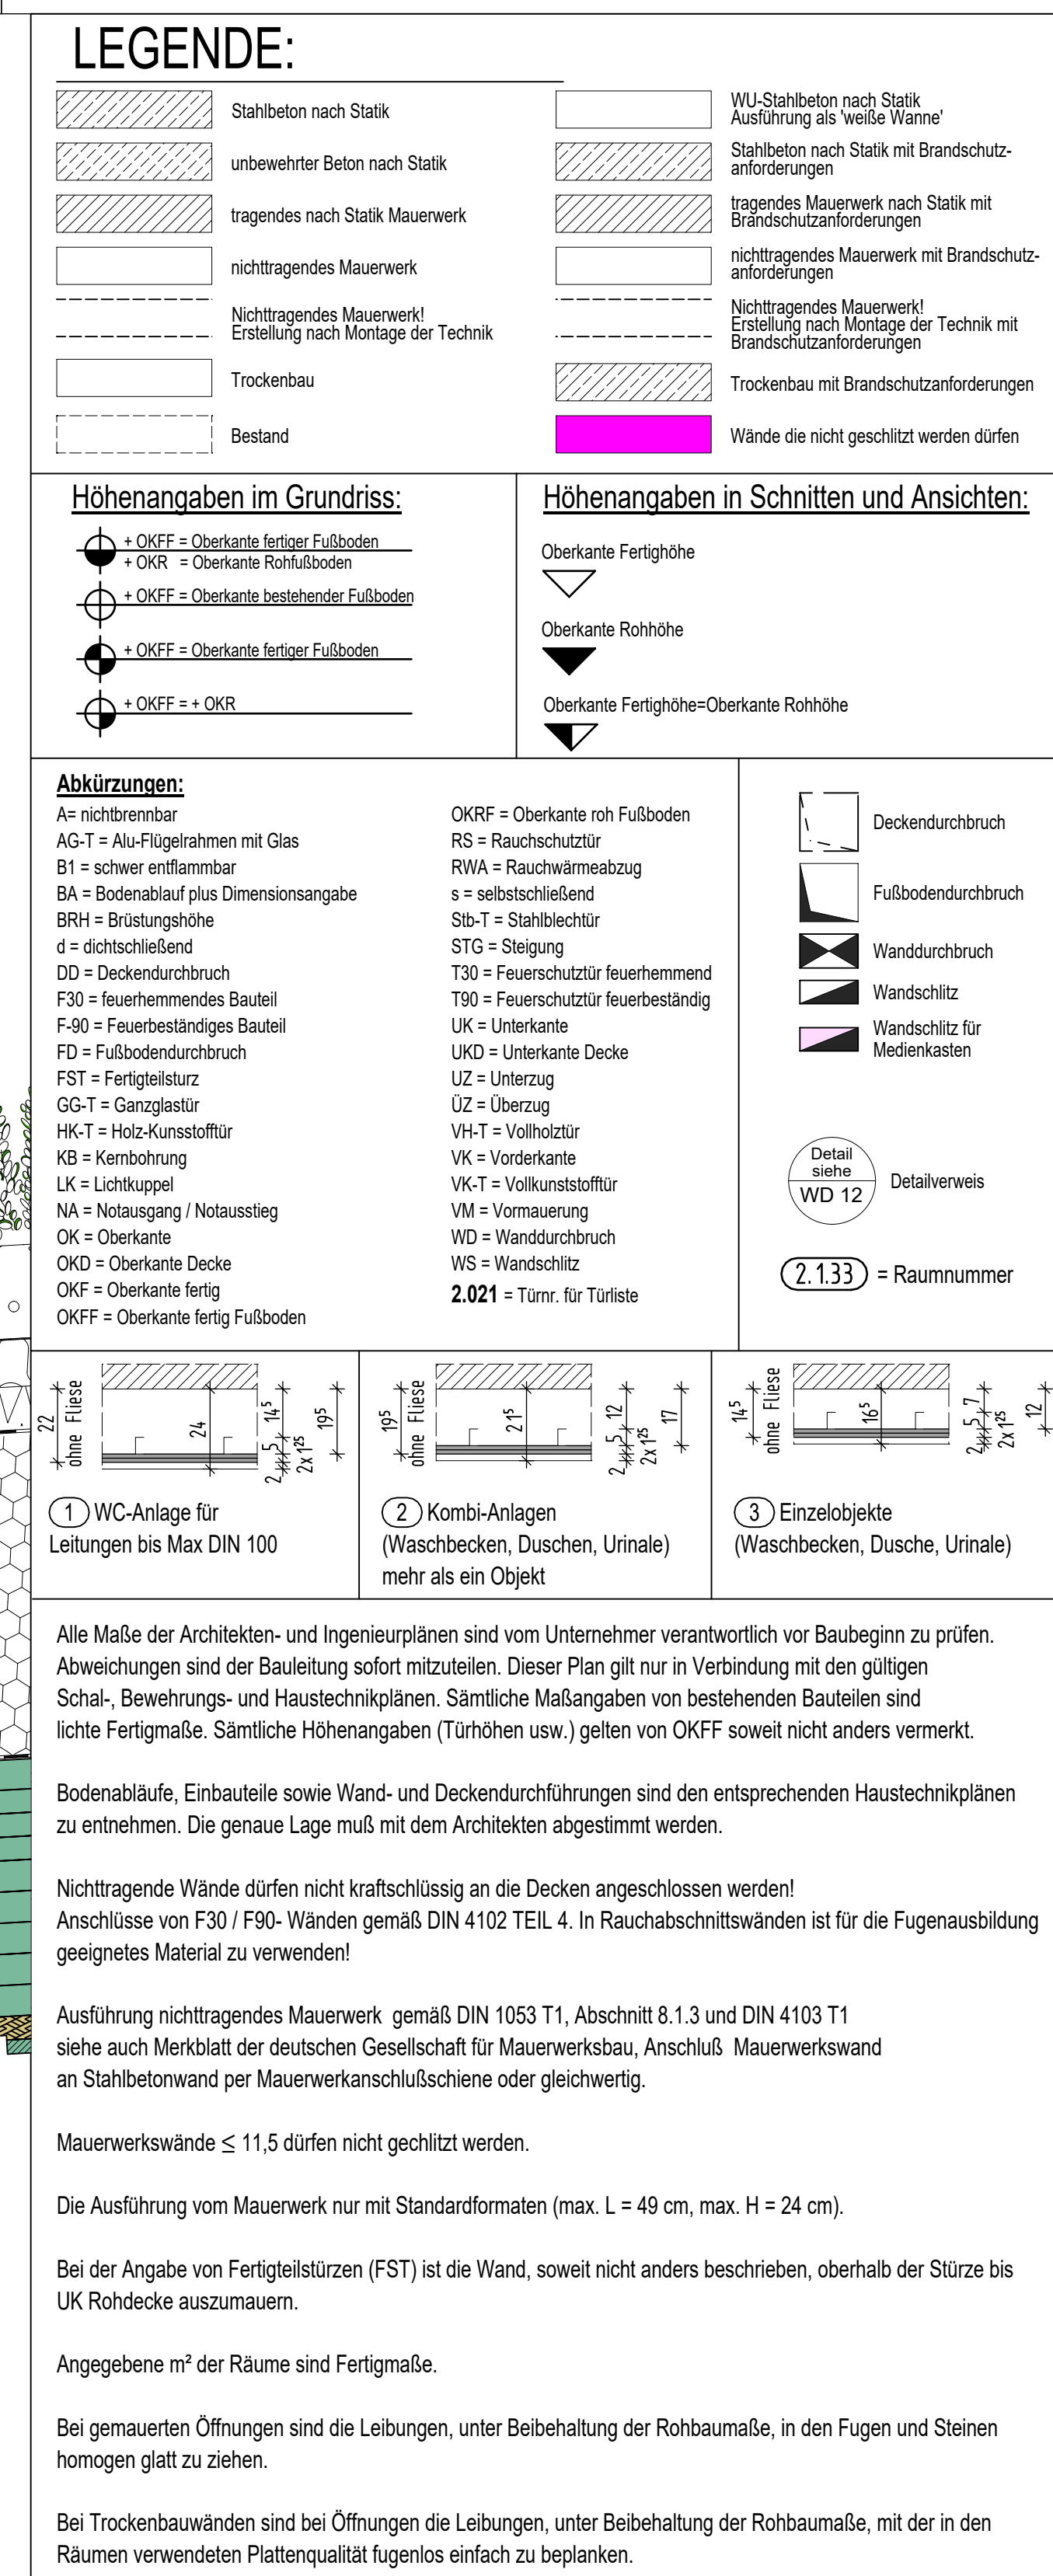 LEGENDE:
Stahlbeton nach Statik
unbewehrter Beton nach Statik
tragendes nach Statik Mauerwerk
nichttragendes Mauerwerk
Nichttragendes Mauerwerk!
Erstellung nach Montage der Technik
Trockenbau
Bestand
WU-Stahlbeton nach Statik
Ausführung als 'weiße Wanne'
Stahlbeton nach Statik mit Brandschutz-
anforderungen
tragendes Mauerwerk nach Statik mit
Brandschutzanforderungen
nichttragendes Mauerwerk mit Brandschutz-
anforderungen
Nichttragendes Mauerwerk!
Erstellung nach Montage der Technik mit
Brandschutzanforderungen
Trockenbau mit Brandschutzanforderungen
Wände die nicht geschlitzt werden dürfen
Höhenangaben im Grundriss:
+ OKFF = Oberkante fertiger Fußboden
+ OKR = Oberkante Rohfußboden
+ OKFF = Oberkante bestehender Fußboden
+ OKFF = Oberkante fertiger Fußboden
+ OKFF = + OKR
Höhenangaben in Schnitten und Ansichten:
Oberkante Fertighöhe
Oberkante Rohhöhe
Oberkante Fertighöhe=Oberkante Rohhöhe
Abkürzungen:
A= nichtbrennbar
AG-T = Alu-Flügelrahmen mit Glas
B1 = schwer entflammbar
BA = Bodenablauf plus Dimensionsangabe
BRH = Brüstungshöhe
d = dichtschließend
DD = Deckendurchbruch
F30 = feuerhemmendes Bauteil
F-90 = Feuerbeständiges Bauteil
FD = Fußbodendurchbruch
FST = Fertigteilsturz
GG-T = Ganzglastür
HK-T = Holz-Kunsstofftür
KB = Kernbohrung
LK = Lichtkuppel
NA = Notausgang / Notausstieg
OK = Oberkante
OKD = Oberkante Decke
OKF = Oberkante fertig
OKFF = Oberkante fertig Fußboden
OKRF = Oberkante roh Fußboden
RS = Rauchschutztür
RWA = Rauchwärmeabzug
s = selbstschließend
Stb-T = Stahlblechtür
STG = Steigung
T30 = Feuerschutztür feuerhemmend
T90 = Feuerschutztür feuerbeständig
UK = Unterkante
UKD = Unterkante Decke
UZ = Unterzug
ÜZ = Überzug
VH-T = Vollholztür
VK = Vorderkante
VK-T = Vollkunststofftür
VM = Vormauerung
WD = Wanddurchbruch
WS = Wandschlitz
2.021 = Türnr. für Türliste
Deckendurchbruch
Fußbodendurchbruch
Wanddurchbruch
Wandschlitz
Wandschlitz für
Medienkasten
Detail
siehe
WD 12
Detailverweis
2.1.33 = Raumnummer
22
ohne Fliese
24
2 5 14⁵
2x 1²⁵
19⁵
1 WC-Anlage für
Leitungen bis Max DIN 100
19⁵
ohne Fliese
21⁵
2 5 12
2x 1²⁵
17
2 Kombi-Anlagen
(Waschbecken, Duschen, Urinale)
mehr als ein Objekt
14⁵
ohne Fliese
16⁵
2 5 7
2x 1²⁵
12
3 Einzelobjekte
(Waschbecken, Dusche, Urinale)
Alle Maße der Architekten- und Ingenieurplänen sind vom Unternehmer verantwortlich vor Baubeginn zu prüfen.
Abweichungen sind der Bauleitung sofort mitzuteilen. Dieser Plan gilt nur in Verbindung mit den gültigen
Schal-, Bewehrungs- und Haustechnikplänen. Sämtliche Maßangaben von bestehenden Bauteilen sind
lichte Fertigmaße. Sämtliche Höhenangaben (Türhöhen usw.) gelten von OKFF soweit nicht anders vermerkt.
Bodenabläufe, Einbauteile sowie Wand- und Deckendurchführungen sind den entsprechenden Haustechnikplänen
zu entnehmen. Die genaue Lage muß mit dem Architekten abgestimmt werden.
Nichttragende Wände dürfen nicht kraftschlüssig an die Decken angeschlossen werden!
Anschlüsse von F30 / F90- Wänden gemäß DIN 4102 TEIL 4. In Rauchabschnittswänden ist für die Fugenausbildung
geeignetes Material zu verwenden!
Ausführung nichttragendes Mauerwerk gemäß DIN 1053 T1, Abschnitt 8.1.3 und DIN 4103 T1
siehe auch Merkblatt der deutschen Gesellschaft für Mauerwerksbau, Anschluß Mauerwerkswand
an Stahlbetonwand per Mauerwerkanschlußschiene oder gleichwertig.
Mauerwerkswände ≤ 11,5 dürfen nicht gechlitzt werden.
Die Ausführung vom Mauerwerk nur mit Standardformaten (max. L = 49 cm, max. H = 24 cm).
Bei der Angabe von Fertigteilstürzen (FST) ist die Wand, soweit nicht anders beschrieben, oberhalb der Stürze bis
UK Rohdecke auszumauern.
Angegebene m² der Räume sind Fertigmaße.
Bei gemauerten Öffnungen sind die Leibungen, unter Beibehaltung der Rohbaumaße, in den Fugen und Steinen
homogen glatt zu ziehen.
Bei Trockenbauwänden sind bei Öffnungen die Leibungen, unter Beibehaltung der Rohbaumaße, mit der in den
Räumen verwendeten Plattenqualität fugenlos einfach zu beplanken.